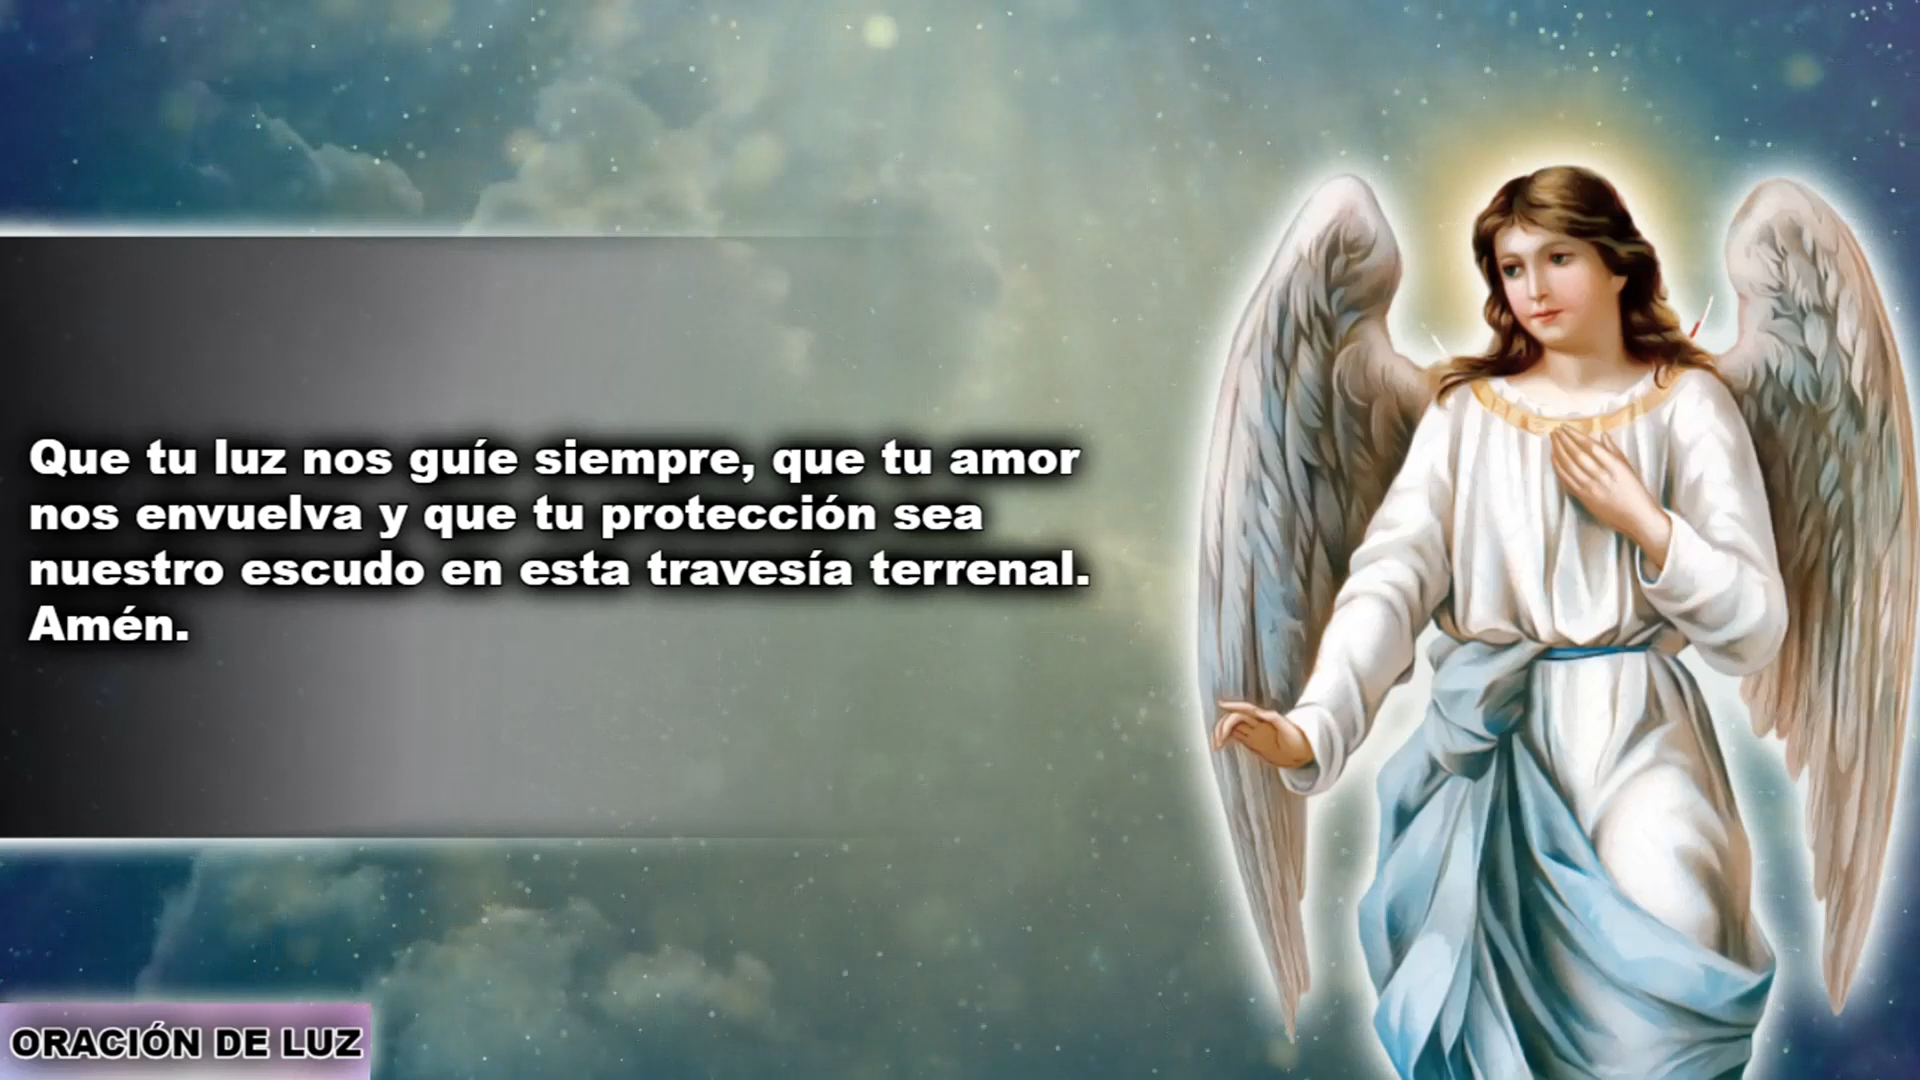 Que tu luz nos guíe siempre, que tu amor
nos envuelva y que tu protección sea
nuestro escudo en esta travesía terrenal.
Amén.
ORACIÓN DE LUZ